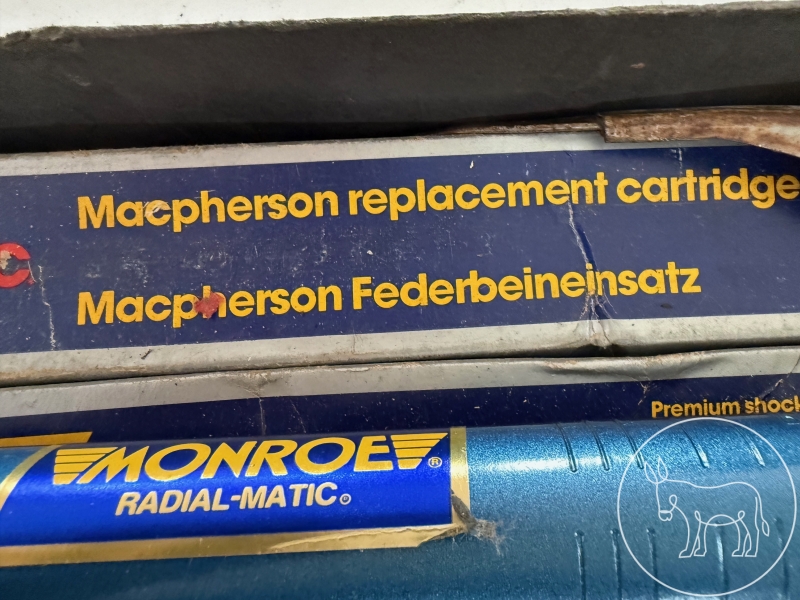 Macpherson replacement cartridge
C
Macpherson Federbeineinsatz
Premium shock
MONROE®
RADIAL-MATIC®